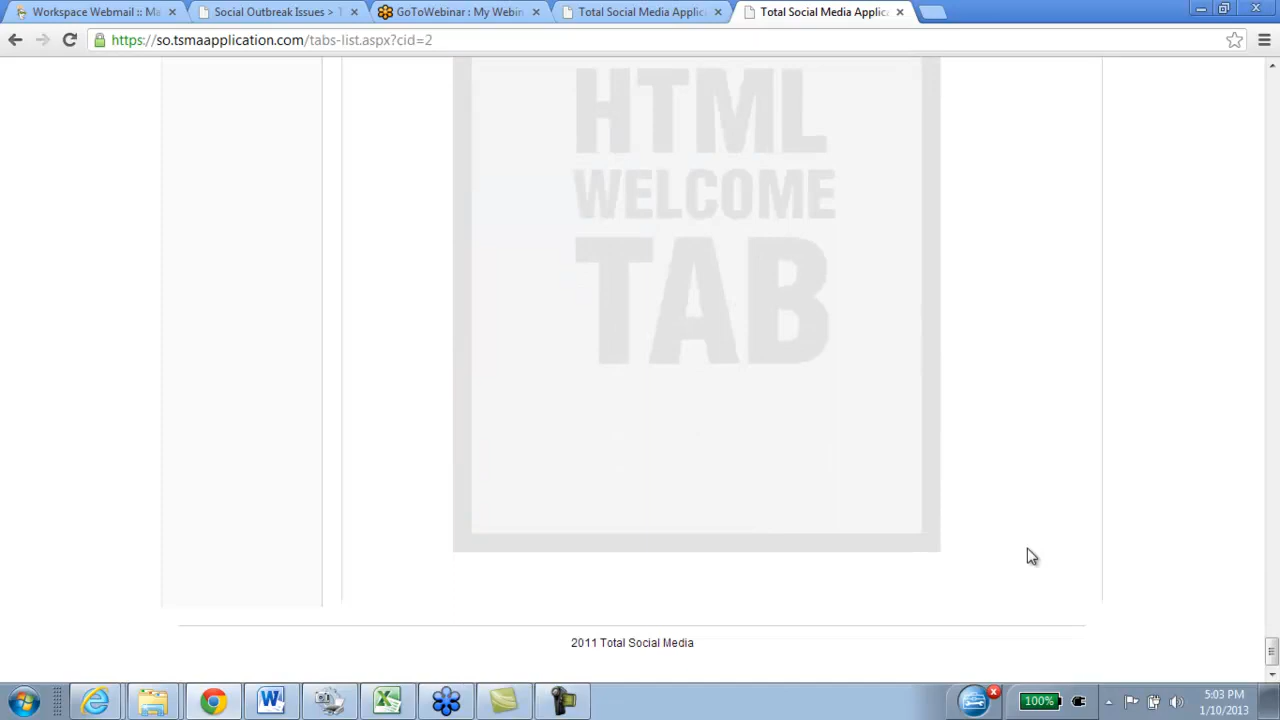 Workspace Webmail :: Ma
Social Outbreak Issues > T
GoToWebinar : My Webin
Total Social Media Applic
Total Social Media Applic
https://so.tsmaapplication.com/tabs-list.aspx?cid=2
HTML
WELCOME
TAB
2011 Total Social Media
100%
5:03 PM
1/10/2013